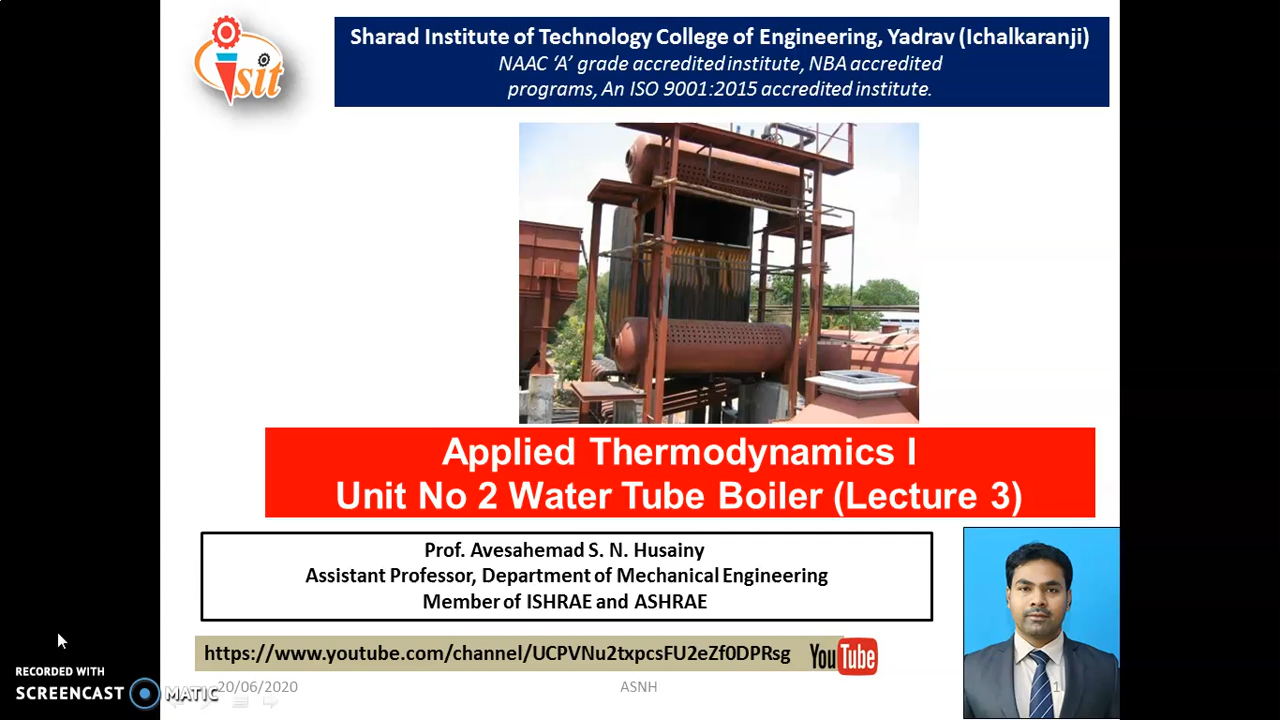 sit
Sharad Institute of Technology College of Engineering, Yadrav (Ichalkaranji)
NAAC ‘A’ grade accredited institute, NBA accredited
programs, An ISO 9001:2015 accredited institute.
Applied Thermodynamics I
Unit No 2 Water Tube Boiler (Lecture 3)
Prof. Avesahemad S. N. Husainy
Assistant Professor, Department of Mechanical Engineering
Member of ISHRAE and ASHRAE
https://www.youtube.com/channel/UCPVNu2txpcsFU2eZf0DPRsg
YouTube
RECORDED WITH
SCREENCAST MATIC
20/06/2020
ASNH
1